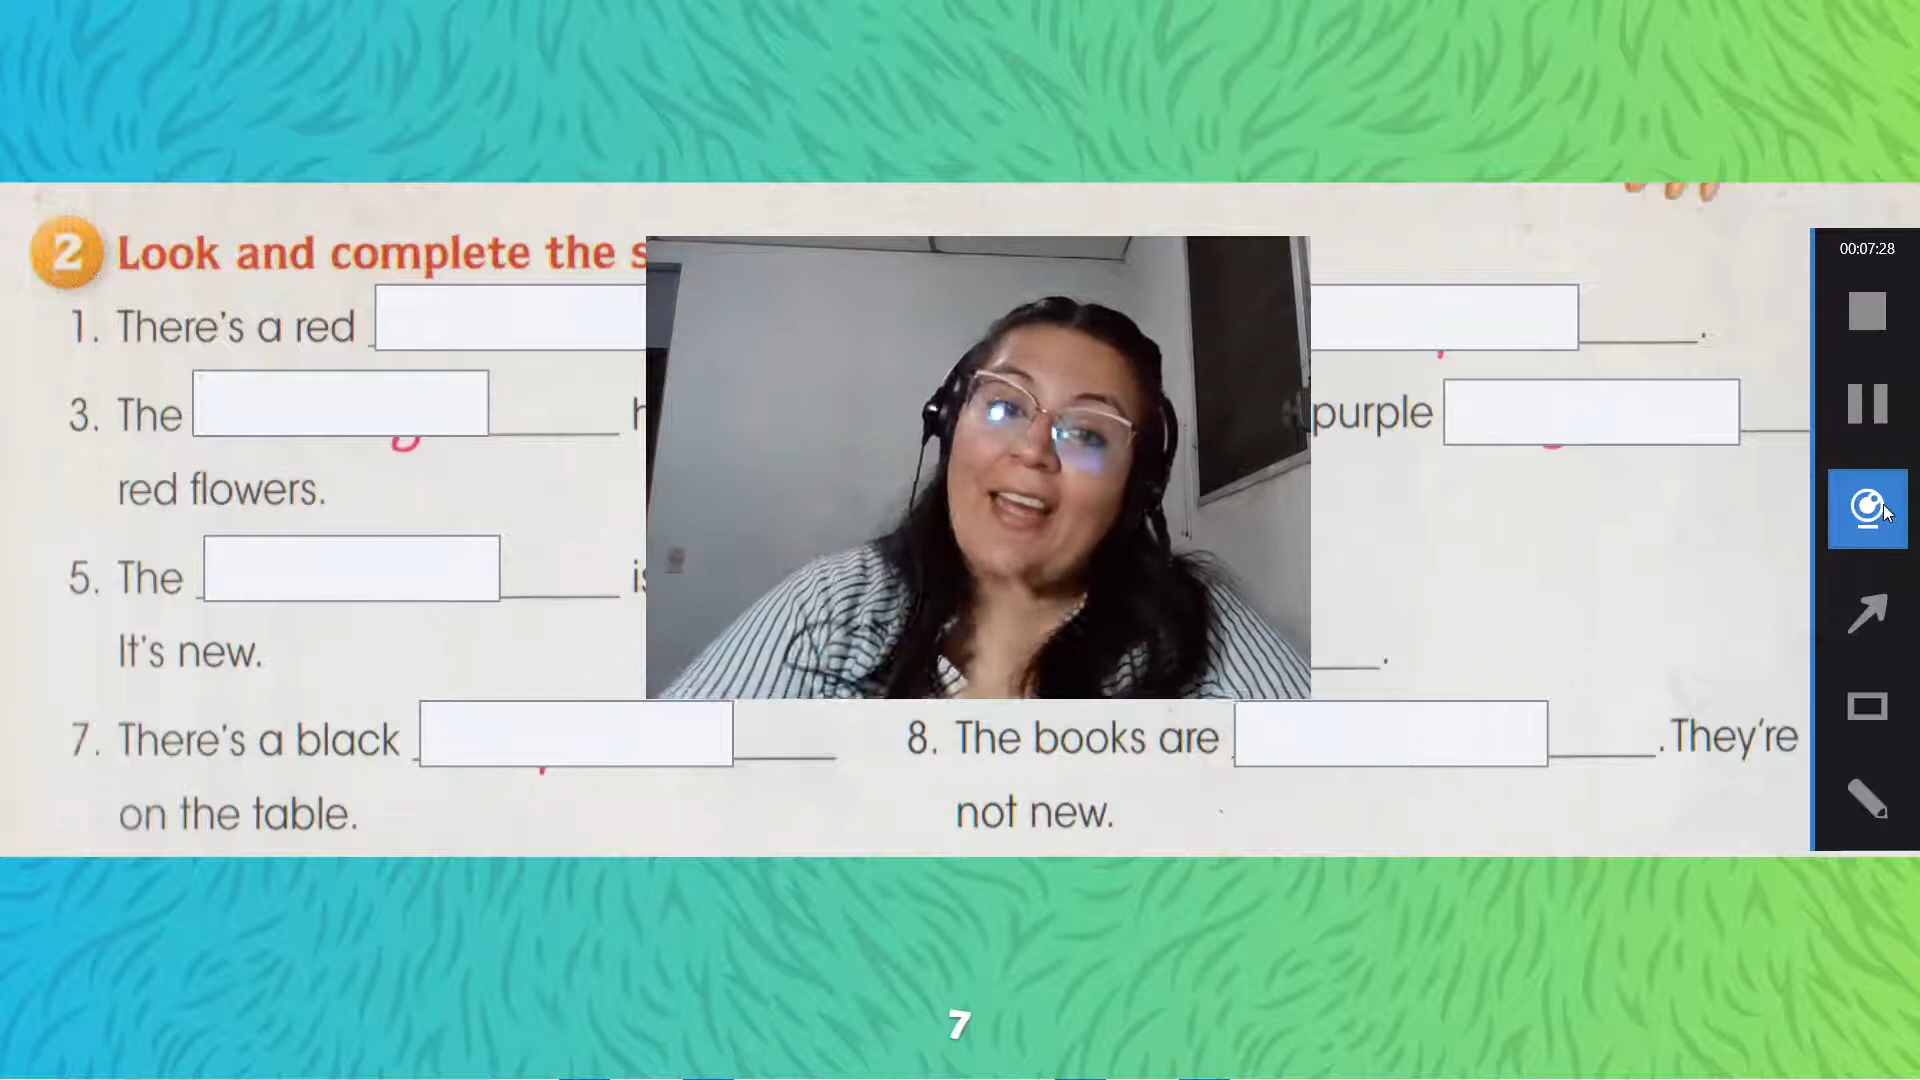 2 Look and complete the s
1. There's a red .
3. The purple
red flowers.
5. The
It's new.
.
7. There's a black 8. The books are . They're
on the table. not new.
00:07:28
7